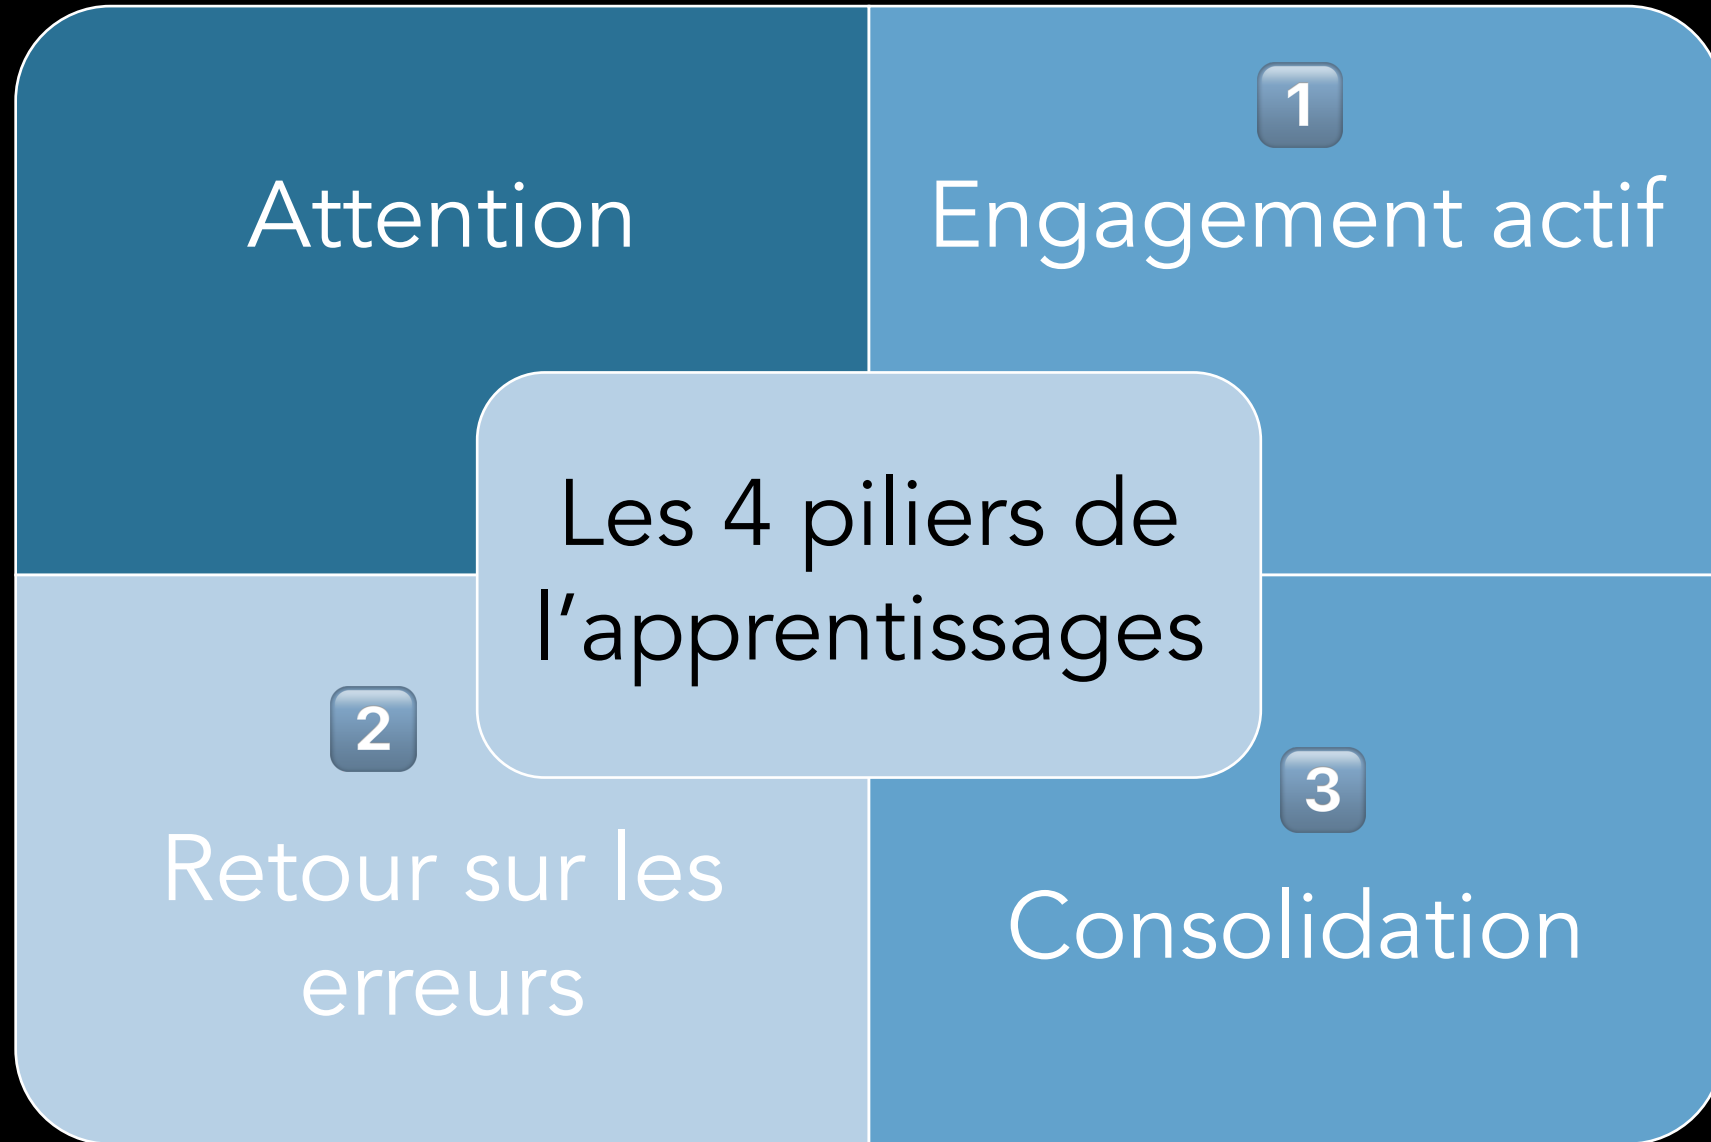 Attention
1
Engagement actif
Les 4 piliers de
l’apprentissages
2
Retour sur les
erreurs
3
Consolidation